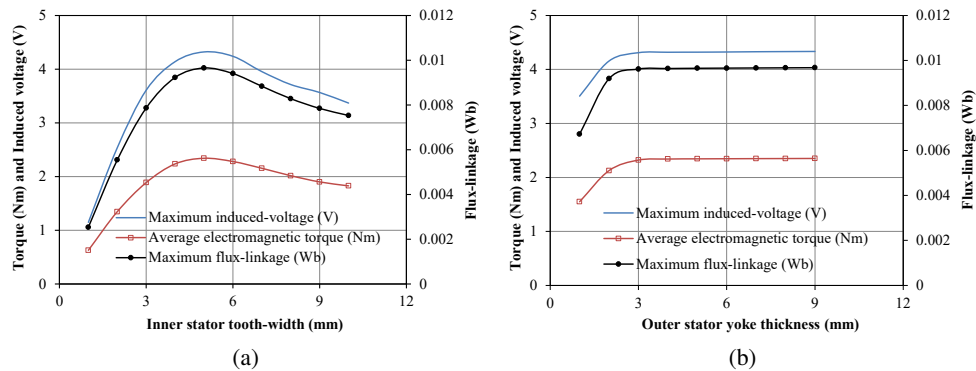 Torque (Nm) and Induced voltage (V)
5
4
3
2
1
0
0.012
0.01
0.008
0.006
0.004
0.002
0
Flux-linkage (Wb)
Maximum induced-voltage (V)
Average electromagnetic torque (Nm)
Maximum flux-linkage (Wb)
0 3 6 9 12
Inner stator tooth-width (mm)
(a)
Torque (Nm) and Induced voltage (V)
5
4
3
2
1
0
0.012
0.01
0.008
0.006
0.004
0.002
0
Flux-linkage (Wb)
Maximum induced-voltage (V)
Average electromagnetic torque (Nm)
Maximum flux-linkage (Wb)
0 3 6 9 12
Outer stator yoke thickness (mm)
(b)